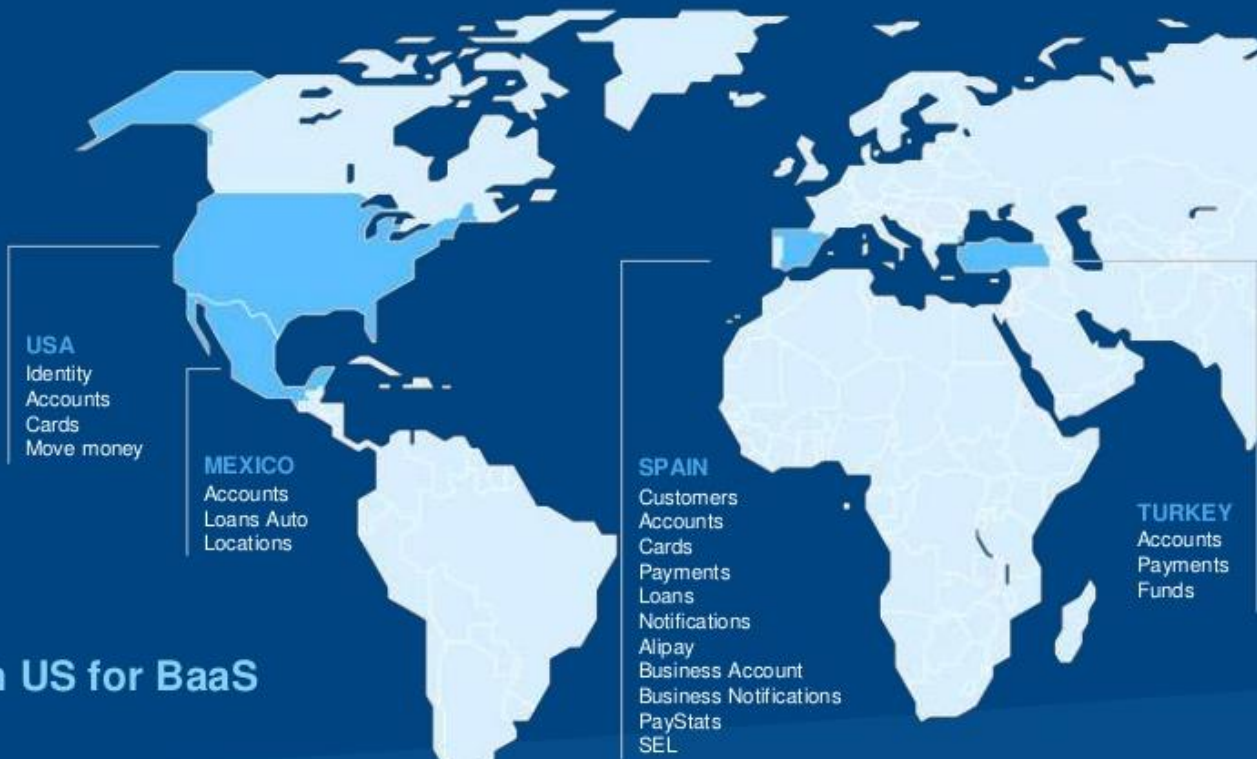 USA
Identity
Accounts
Cards
Move money
MEXICO
Accounts
Loans Auto
Locations
SPAIN
Customers
Accounts
Cards
Payments
Loans
Notifications
Alipay
Business Account
Business Notifications
PayStats
SEL
TURKEY
Accounts
Payments
Funds
US for BaaS